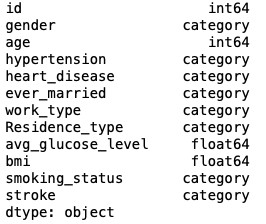 id int64
gender category
age int64
hypertension category
heart_disease category
ever_married category
work_type category
Residence_type category
avg_glucose_level float64
bmi float64
smoking_status category
stroke category
dtype: object